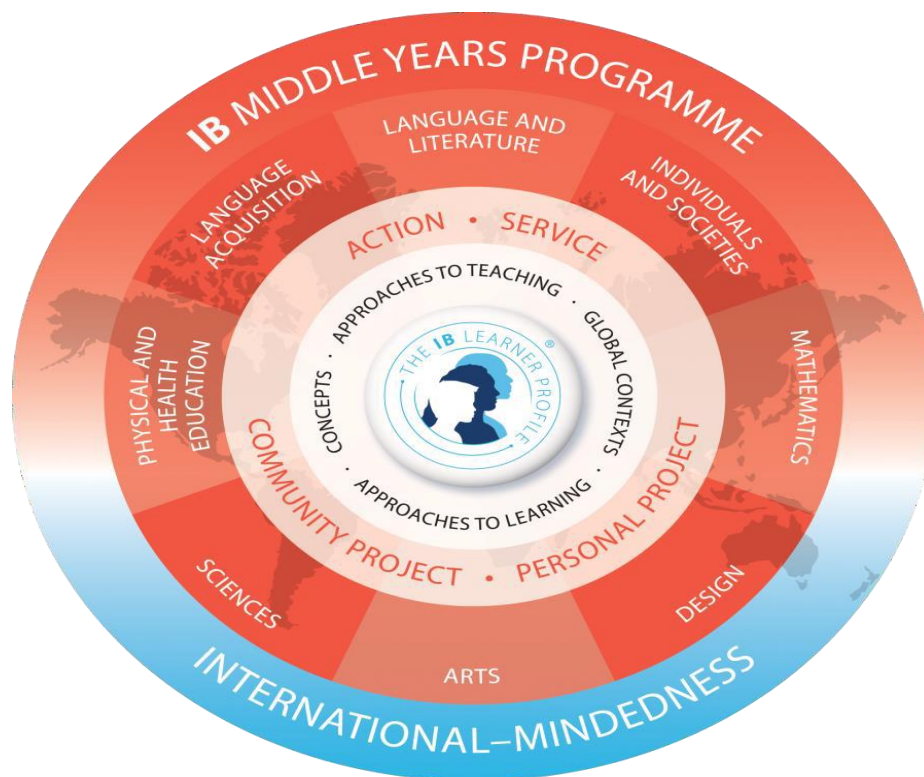 IB MIDDLE YEARS PROGRAMME
LANGUAGE AND
LITERATURE
LANGUAGE
ACQUISITION
INDIVIDUALS
AND SOCIETIES
PHYSICAL AND
HEALTH
EDUCATION
MATHEMATICS
SCIENCES
DESIGN
ARTS
ACTION • SERVICE
COMMUNITY PROJECT • PERSONAL PROJECT
APPROACHES TO TEACHING · GLOBAL CONTEXTS ·
CONCEPTS · APPROACHES TO LEARNING ·
THE IB LEARNER PROFILE ®
INTERNATIONAL–MINDEDNESS